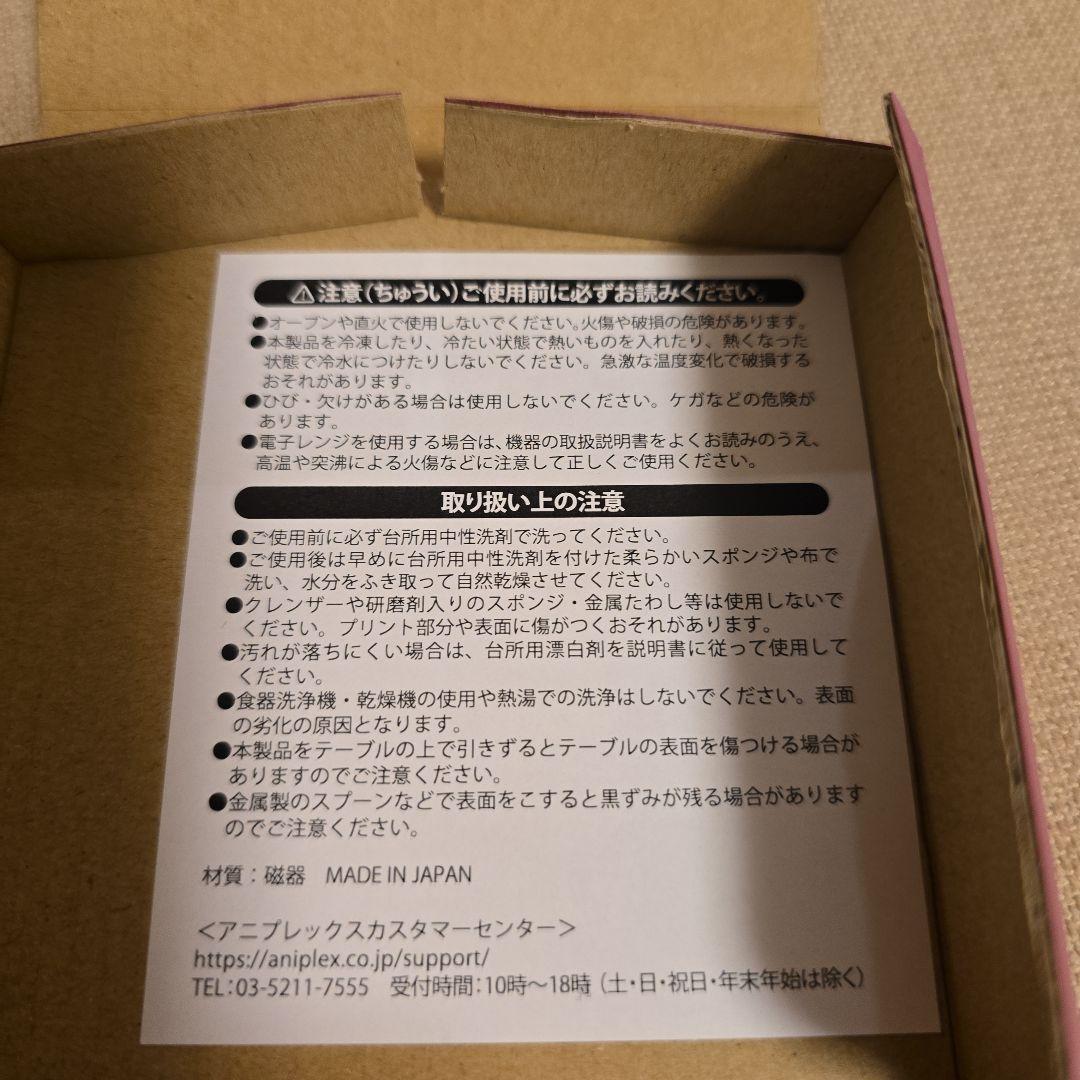 ⚠注意(ちゅうい)ご使用前に必ずお読みください。
●オーブンや直火で使用しないでください。火傷や破損の危険があります。
●本製品を冷凍したり、冷たい状態で熱いものを入れたり、熱くなった
状態で冷水につけたりしないでください。急激な温度変化で破損する
おそれがあります。
●ひび・欠けがある場合は使用しないでください。ケガなどの危険が
あります。
●電子レンジを使用する場合は、機器の取扱説明書をよくお読みのうえ、
高温や突沸による火傷などに注意して正しくご使用ください。
取り扱い上の注意
●ご使用前に必ず台所用中性洗剤で洗ってください。
●ご使用後は早めに台所用中性洗剤を付けた柔らかいスポンジや布で
洗い、水分をふき取って自然乾燥させてください。
●クレンザーや研磨剤入りのスポンジ・金属たわし等は使用しないで
ください。プリント部分や表面に傷がつくおそれがあります。
●汚れが落ちにくい場合は、台所用漂白剤を説明書に従って使用して
ください。
●食器洗浄機・乾燥機の使用や熱湯での洗浄はしないでください。表面
の劣化の原因となります。
●本製品をテーブルの上で引きずるとテーブルの表面を傷つける場合が
ありますのでご注意ください。
●金属製のスプーンなどで表面をこすると黒ずみが残る場合があります
のでご注意ください。
材質：磁器　MADE IN JAPAN
＜アニプレックスカスタマーセンター＞
https://aniplex.co.jp/support/
TEL：03-5211-7555　受付時間：10時～18時（土・日・祝日・年末年始は除く）